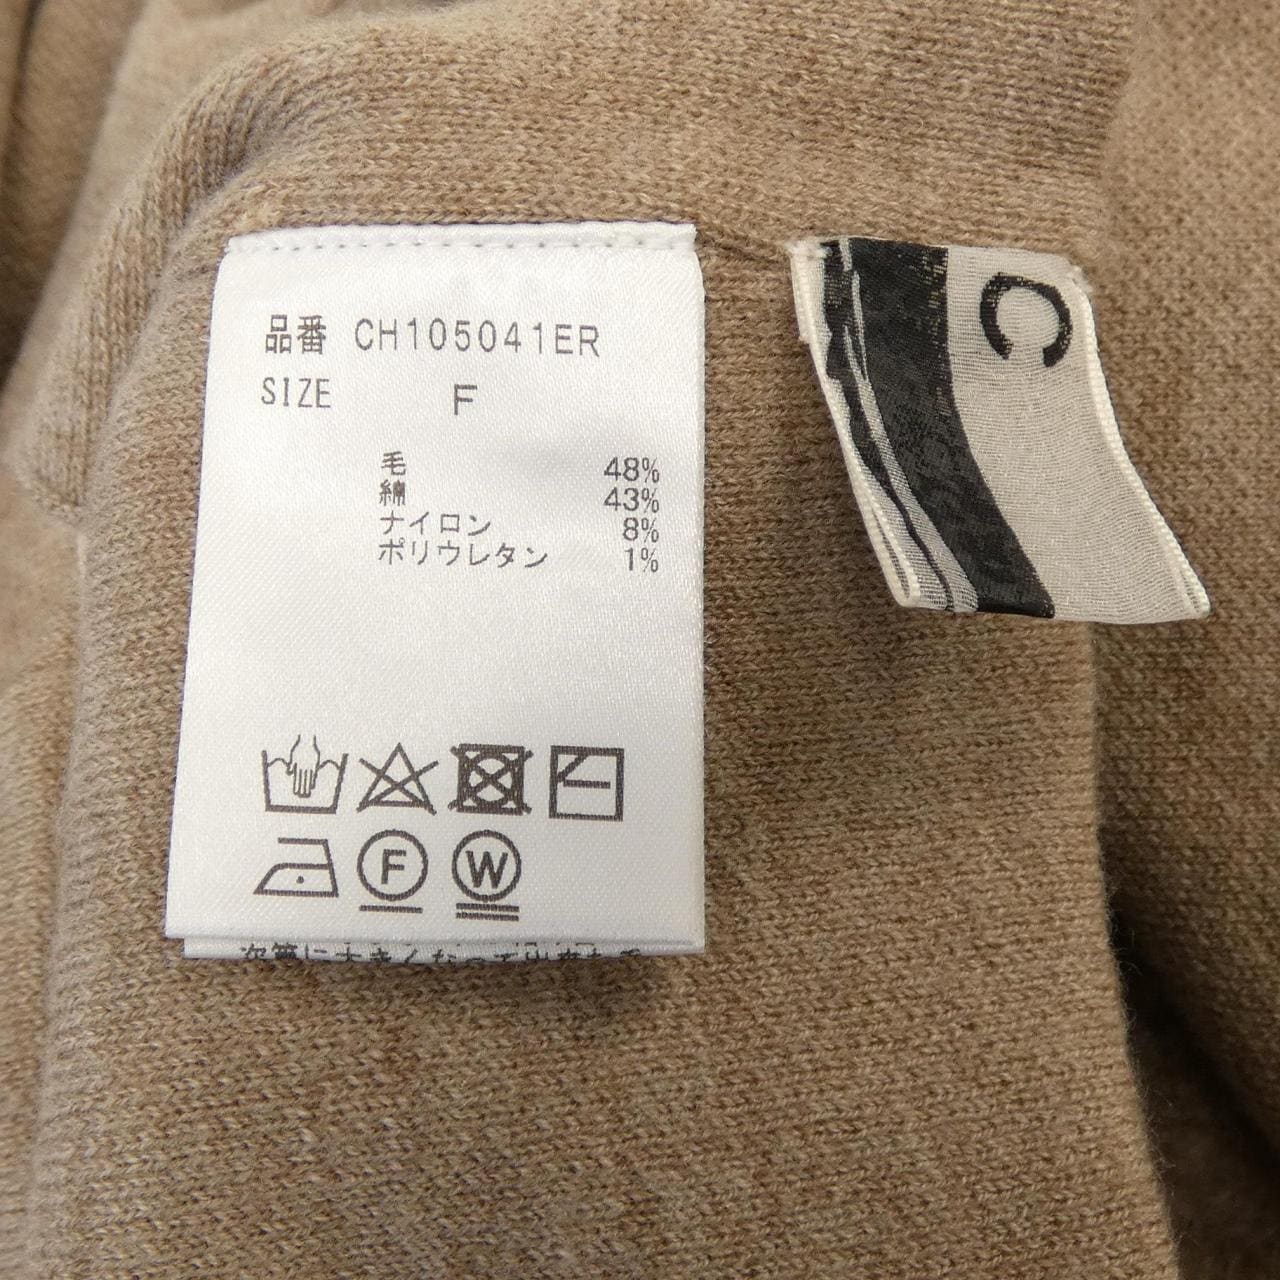 品番 CH105041ER
SIZE F
毛 48%
綿 43%
ナイロン 8%
ポリウレタン 1%
F W
C